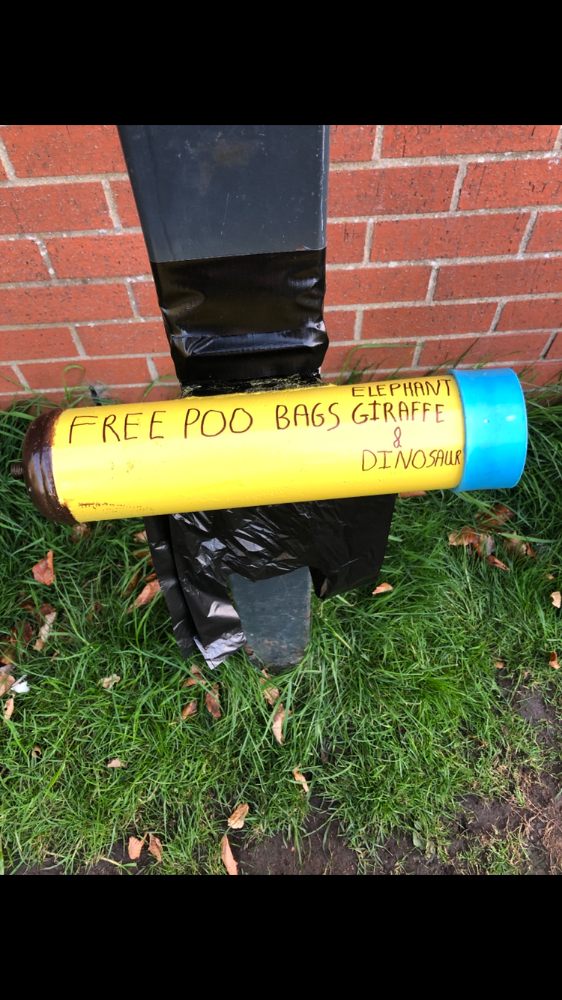 FREE POO BAGS
ELEPHANT
GIRAFFE
&
DINOSAUR